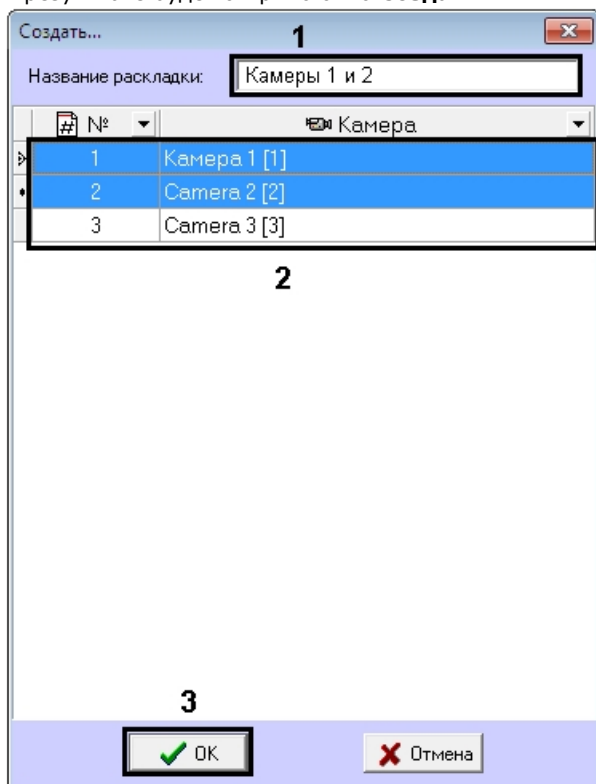 Создать...
1
Название раскладки: Камеры 1 и 2
# № Камера
1 Камера 1 [1]
2 Camera 2 [2]
3 Camera 3 [3]
2
3
OK Отмена